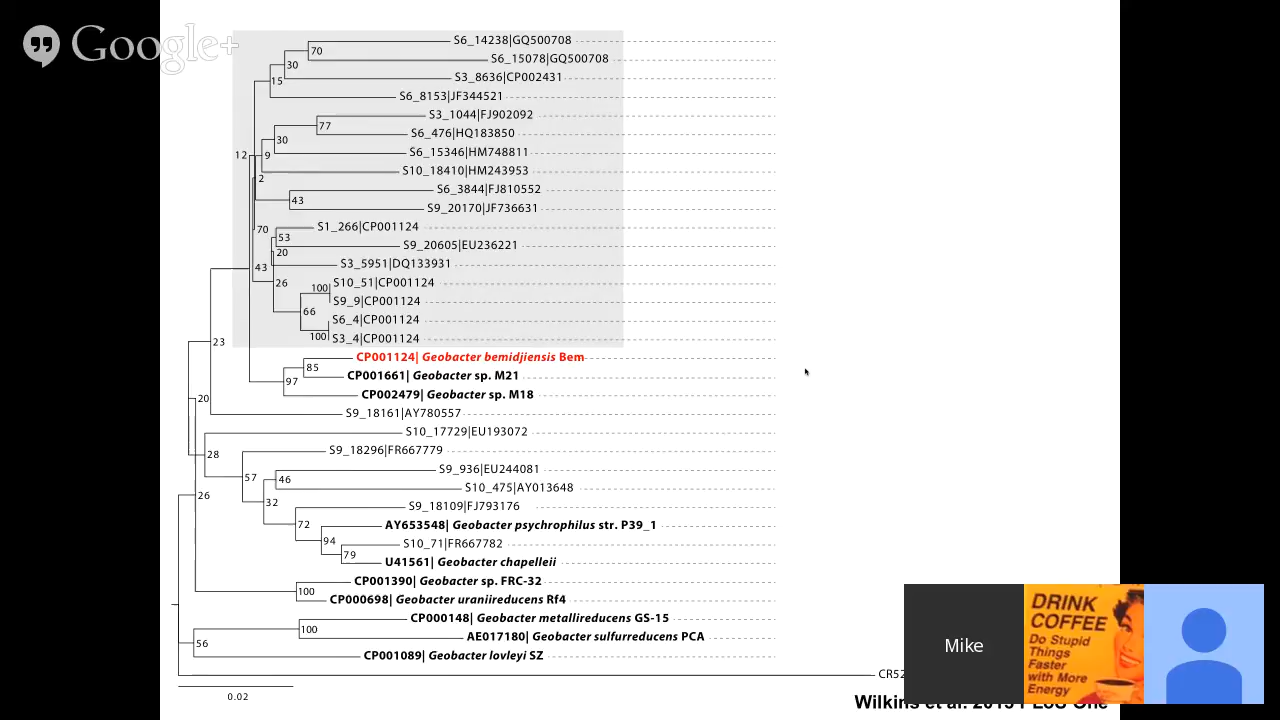 Google+
S6_14238|GQ500708
70
S6_15078|GQ500708
30
S3_8636|CP002431
15
S6_8153|JF344521
S3_1044|FJ902092
77
S6_476|HQ183850
30
S6_15346|HM748811
12
9
S10_18410|HM243953
2
S6_3844|FJ810552
43
S9_20170|JF736631
S1_266|CP001124
70
53
S9_20605|EU236221
20
S3_5951|DQ133931
43
S10_51|CP001124
26
100
S9_9|CP001124
66
S6_4|CP001124
100
S3_4|CP001124
23
CP001124| Geobacter bemidjiensis Bem
85
CP001661| Geobacter sp. M21
97
CP002479| Geobacter sp. M18
20
S9_18161|AY780557
S10_17729|EU193072
28
S9_18296|FR667779
S9_936|EU244081
57
46
S10_475|AY013648
26
32
S9_18109|FJ793176
72
AY653548| Geobacter psychrophilus str. P39_1
94
S10_71|FR667782
79
U41561| Geobacter chapelleii
CP001390| Geobacter sp. FRC-32
100
CP000698| Geobacter uraniireducens Rf4
CP000148| Geobacter metallireducens GS-15
100
AE017180| Geobacter sulfurreducens PCA
56
CP001089| Geobacter lovleyi SZ
CR52
0.02
Wilkins et al.
Mike
DRINK
COFFEE
Do Stupid
Things
Faster
with More
Energy